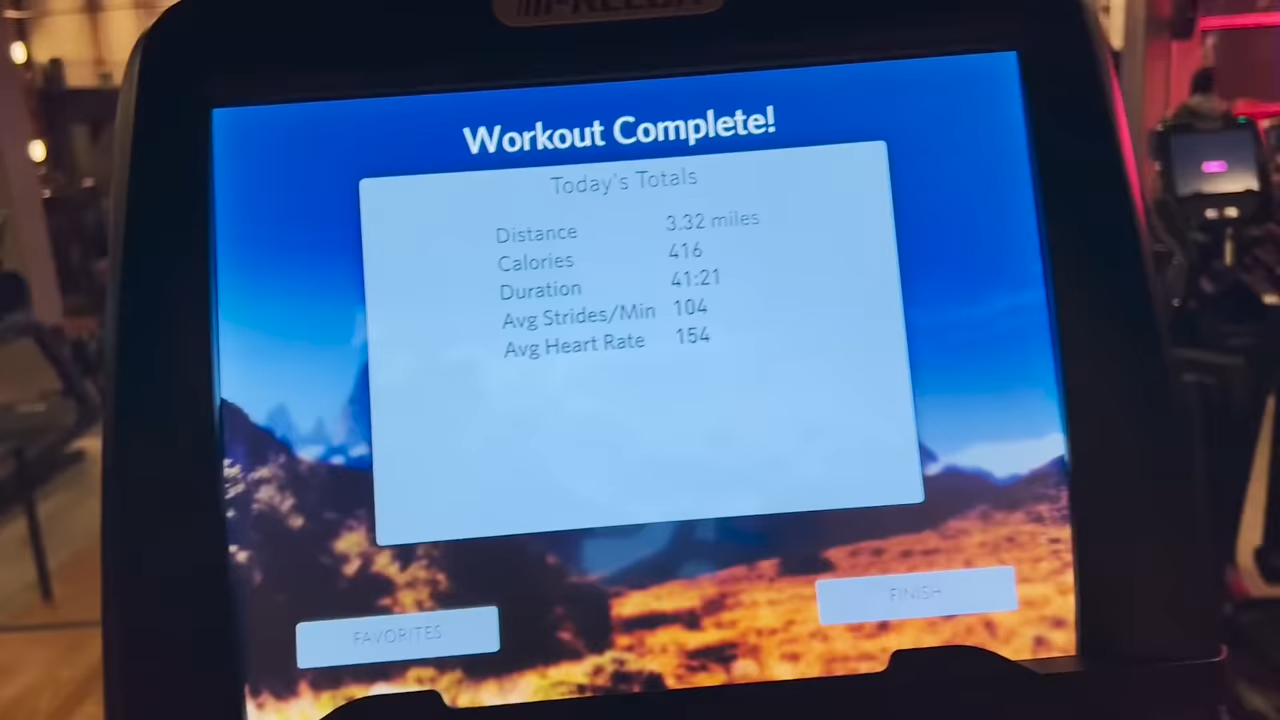 Workout Complete!
Today's Totals
Distance 3.32 miles
Calories 416
Duration 41:21
Avg Strides/Min 104
Avg Heart Rate 154
FAVORITES
FINISH